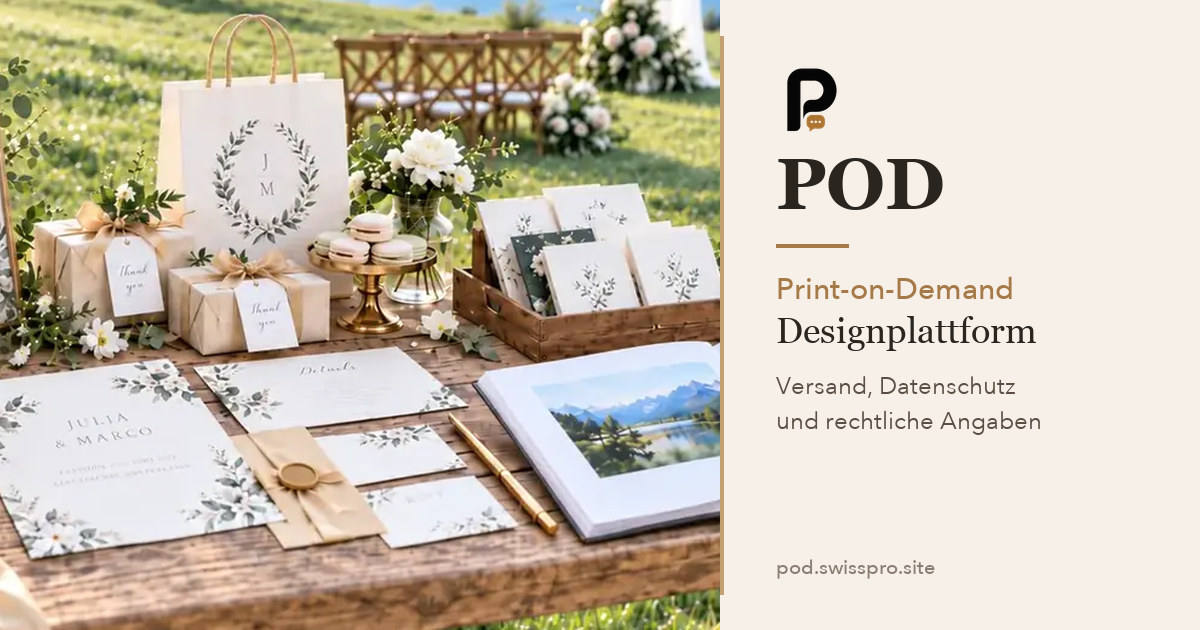 J
M
Thank
you
Thank
you
Details
JULIA
& MARCO
POD
Print-on-Demand
Designplattform
Versand, Datenschutz
und rechtliche Angaben
pod.swisspro.site